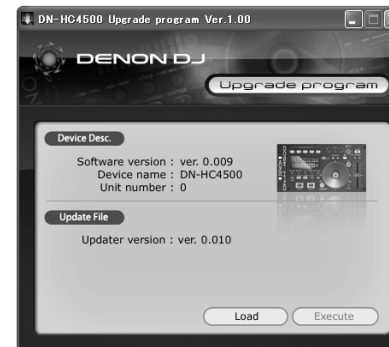 DN-HC4500 Upgrade program Ver.1.00
DENON DJ
Upgrade program
Device Desc.
Software version : ver. 0.009
Device name : DN-HC4500
Unit number : 0
Update File
Updater version : ver. 0.010
Load
Execute